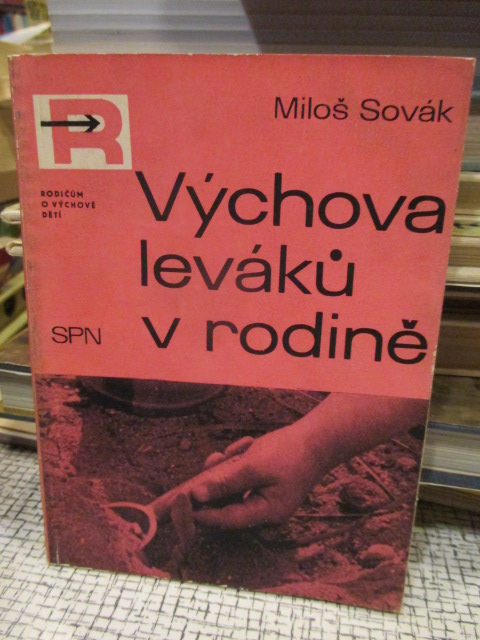 Miloš Sovák
R
RODIČŮM
O VÝCHOVĚ
DĚTÍ
Výchova
leváků
v rodině
SPN